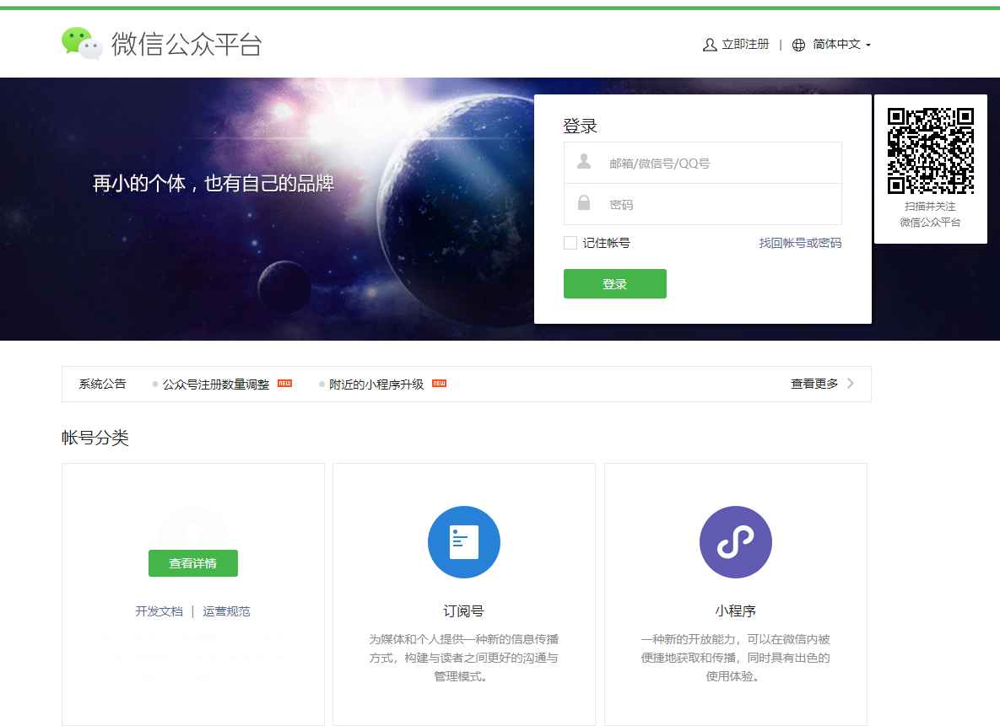 微信公众平台
立即注册 | 简体中文
再小的个体，也有自己的品牌
登录
邮箱/微信号/QQ号
密码
记住帐号 找回帐号或密码
登录
扫描并关注
微信公众平台
系统公告 公众号注册数量调整 NEW 附近的小程序升级 NEW 查看更多
帐号分类
查看详情
开发文档 | 运营规范
订阅号
为媒体和个人提供一种新的信息传播
方式，构建与读者之间更好的沟通与
管理模式。
小程序
一种新的开放能力，可以在微信内被
便捷地获取和传播，同时具有出色的
使用体验。